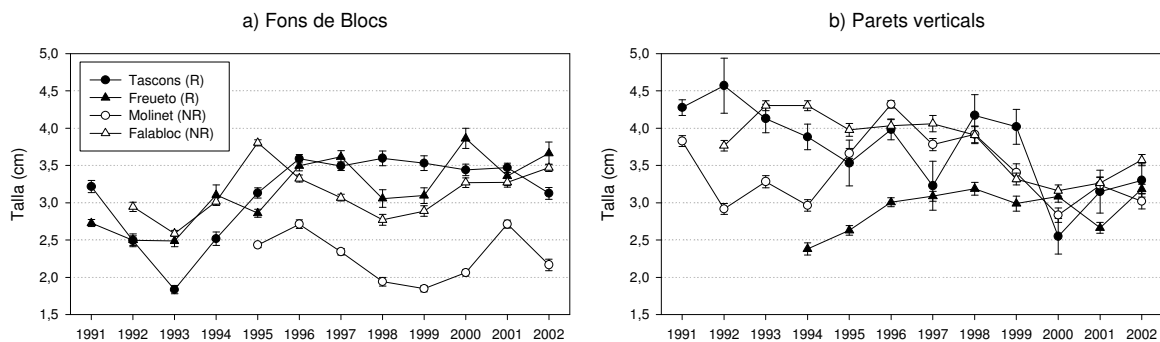 a) Fons de Blocs
Talla (cm)
5,0
4,5
4,0
3,5
3,0
2,5
2,0
1,5
Tascons (R)
Freueto (R)
Molinet (NR)
Falabloc (NR)
1991 1992 1993 1994 1995 1996 1997 1998 1999 2000 2001 2002
b) Parets verticals
Talla (cm)
5,0
4,5
4,0
3,5
3,0
2,5
2,0
1,5
1991 1992 1993 1994 1995 1996 1997 1998 1999 2000 2001 2002